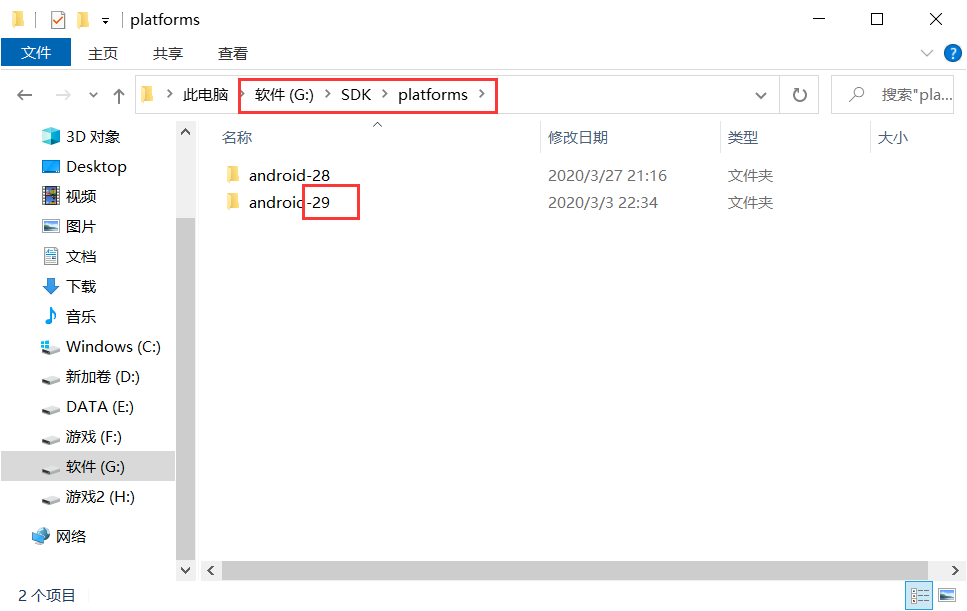 platforms
文件 主页 共享 查看
此电脑 软件 (G:) SDK platforms 搜索"pla...
名称 修改日期 类型 大小
android-28 2020/3/27 21:16 文件夹
android-29 2020/3/3 22:34 文件夹
3D 对象
Desktop
视频
图片
文档
下载
音乐
Windows (C:)
新加卷 (D:)
DATA (E:)
游戏 (F:)
软件 (G:)
游戏2 (H:)
网络
2 个项目